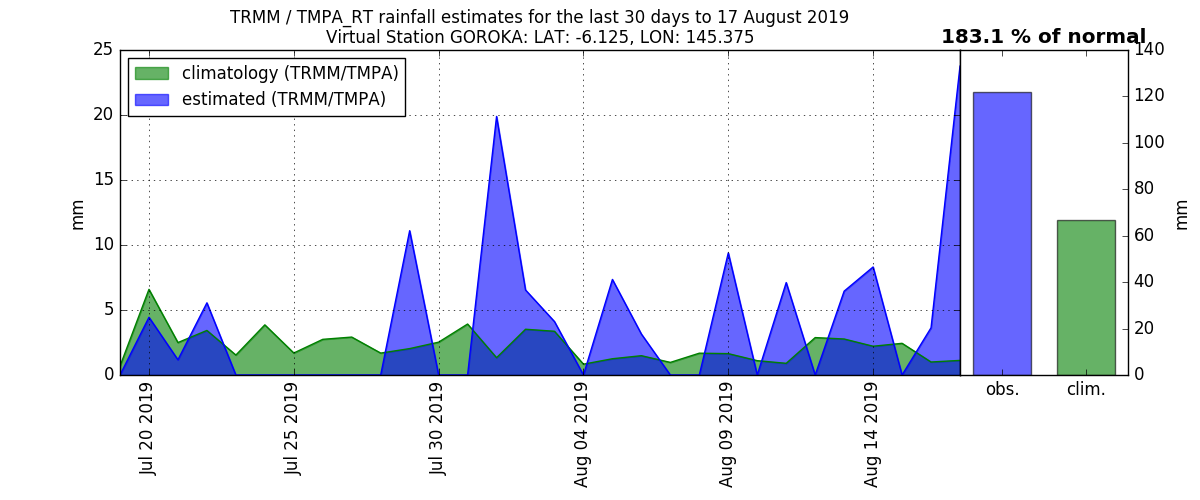 TRMM / TMPA_RT rainfall estimates for the last 30 days to 17 August 2019
Virtual Station GOROKA: LAT: -6.125, LON: 145.375
183.1 % of normal
climatology (TRMM/TMPA)
estimated (TRMM/TMPA)
25
20
15
10
5
0
mm
Jul 20 2019
Jul 25 2019
Jul 30 2019
Aug 04 2019
Aug 09 2019
Aug 14 2019
obs.
clim.
140
120
100
80
60
40
20
0
mm